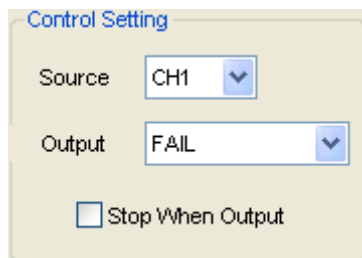 Control Setting
Source CH1
Output FAIL
Stop When Output